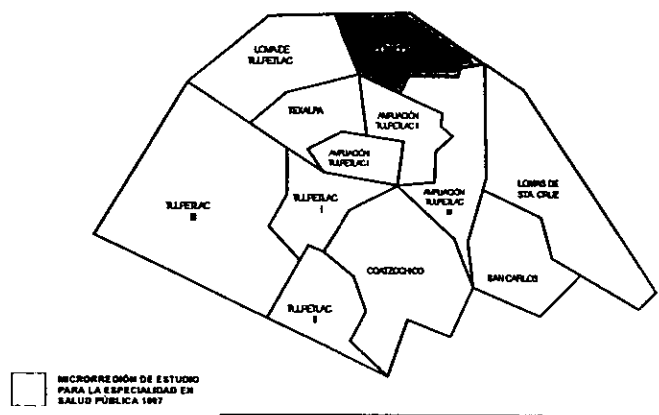 LOMA DE
TULPETLAC
TEXALPA
AMPLIACIÓN
TULPETLAC II
AMPLIACIÓN
TULPETLAC I
TULPETLAC
III
TULPETLAC
I
AMPLIACIÓN
TULPETLAC
III
LOMAS DE
STA. CRUZ
COATZOCHICO
SAN CARLOS
TULPETLAC
II
MICRORREGIÓN DE ESTUDIO
PARA LA ESPECIALIDAD EN
SALUD PÚBLICA 1997